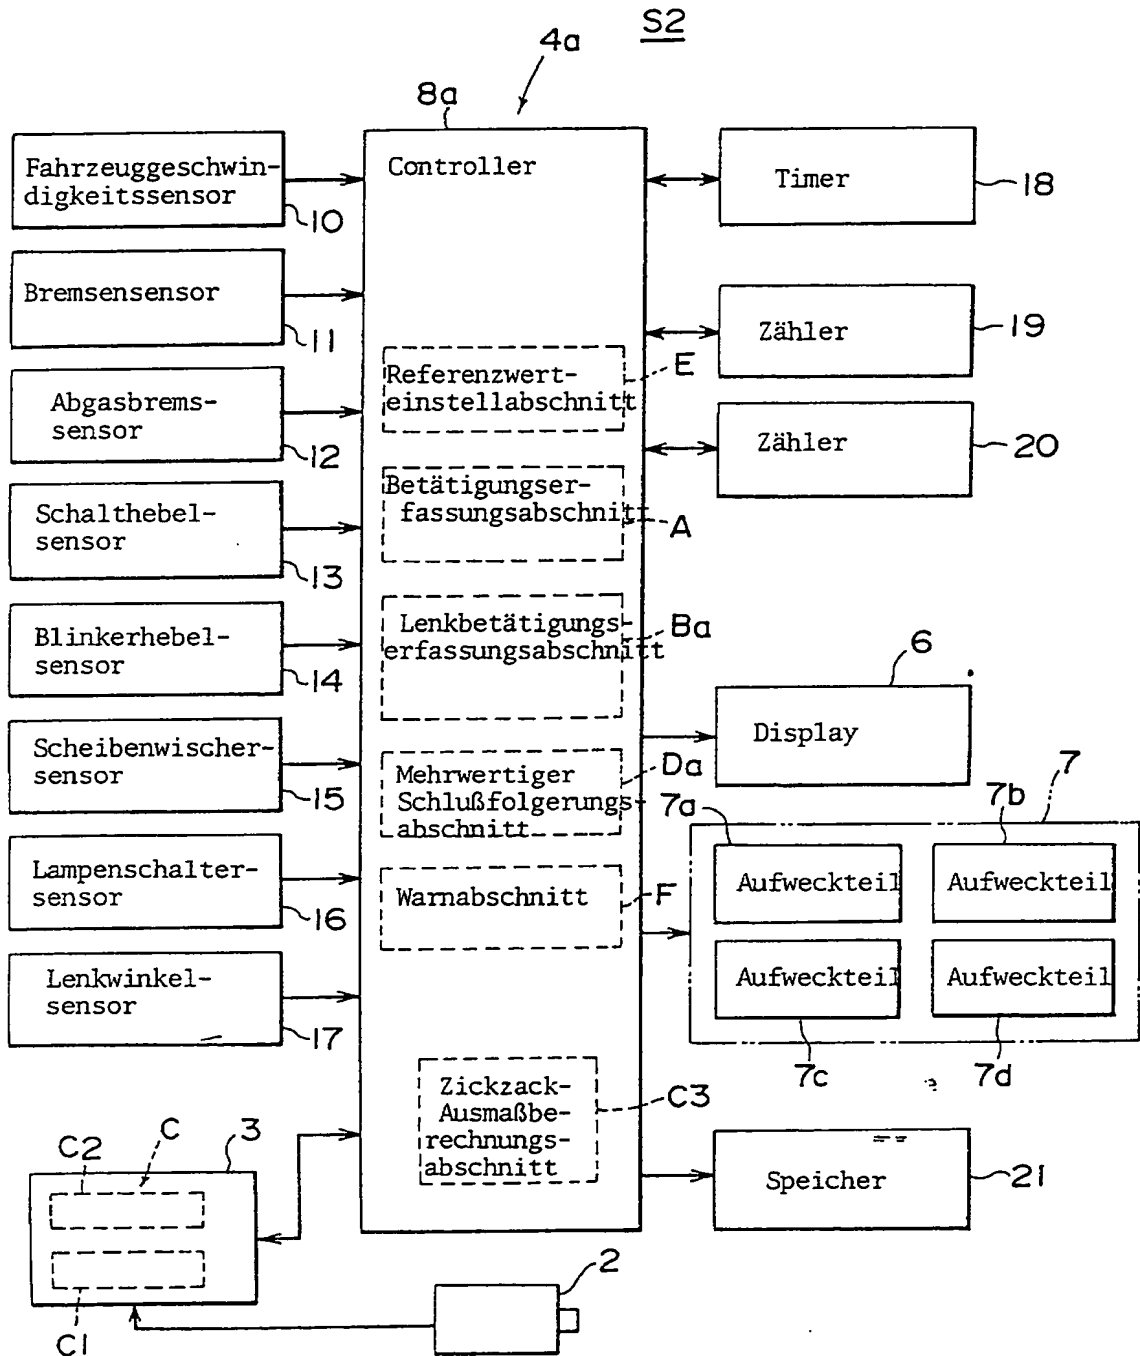 S2
4a
8a
Fahrzeuggeschwin-
digkeitssensor
10
Bremsensensor
11
Abgasbrems-
sensor
12
Schalthebel-
sensor
13
Blinkerhebel-
sensor
14
Scheibenwischer-
sensor
15
Lampenschalter-
sensor
16
Lenkwinkel-
sensor
17
Controller
Referenzwert-
einstellabschnitt
E
Betätigungser-
fassungsabschnitt
A
Lenkbetätigungs-
erfassungsabschnitt
Ba
Mehrwertiger
Schlußfolgerungs-
abschnitt
Da
Warnabschnitt
F
Zickzack-
Ausmaßbe-
rechnungs-
abschnitt
C3
Timer
18
Zähler
19
Zähler
20
6
Display
7
7a
7b
Aufweckteil
Aufweckteil
Aufweckteil
Aufweckteil
7c
7d
Speicher
21
C2
C
3
C1
2